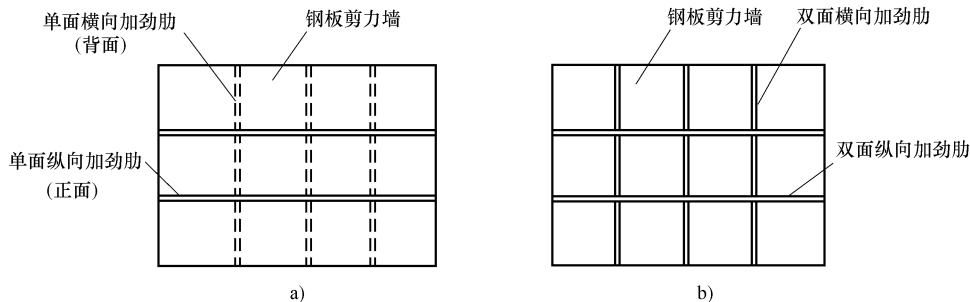 单面横向加劲肋
(背面)
钢板剪力墙
单面纵向加劲肋
(正面)
a)
钢板剪力墙
双面横向加劲肋
双面纵向加劲肋
b)